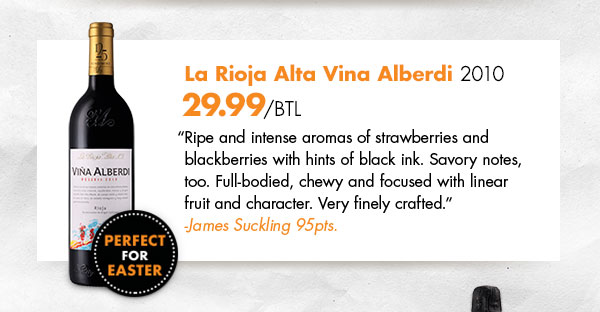 La Rioja Alta Vina Alberdi 2010
29.99/BTL
“Ripe and intense aromas of strawberries and
blackberries with hints of black ink. Savory notes,
too. Full-bodied, chewy and focused with linear
fruit and character. Very finely crafted.”
-James Suckling 95pts.
VIÑA ALBERDI
Rioja
PERFECT
FOR
EASTER